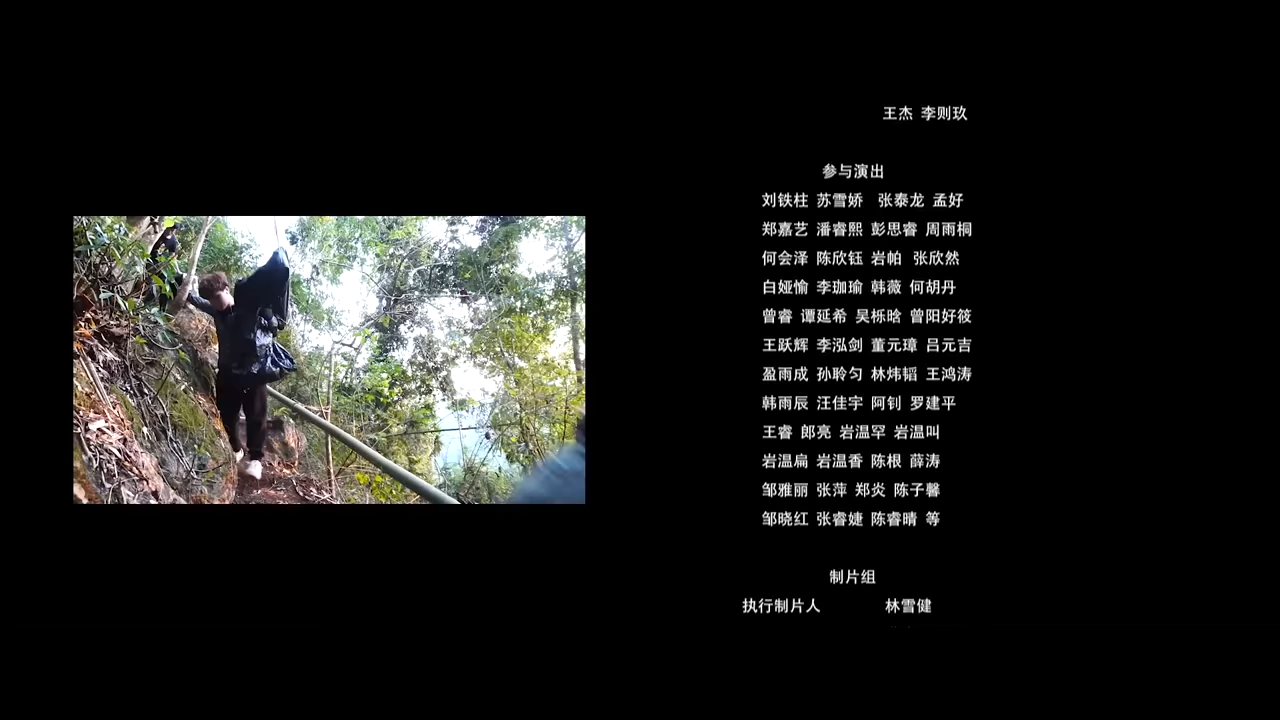 王杰 李则玖
参与演出
刘铁柱 苏雪娇 张泰龙 孟好
郑嘉艺 潘睿熙 彭思睿 周雨桐
何会泽 陈欣钰 岩帕 张欣然
白娅愉 李珈瑜 韩薇 何胡丹
曾睿 谭延希 吴栎晗 曾阳好筱
王跃辉 李泓剑 董元璋 吕元吉
盈雨成 孙聆匀 林炜韬 王鸿涛
韩雨辰 汪佳宇 阿钊 罗建平
王睿 郎亮 岩温罕 岩温叫
岩温扁 岩温香 陈根 薛涛
邹雅丽 张萍 郑炎 陈子馨
邹晓红 张睿婕 陈睿晴 等
制片组
执行制片人 林雪健